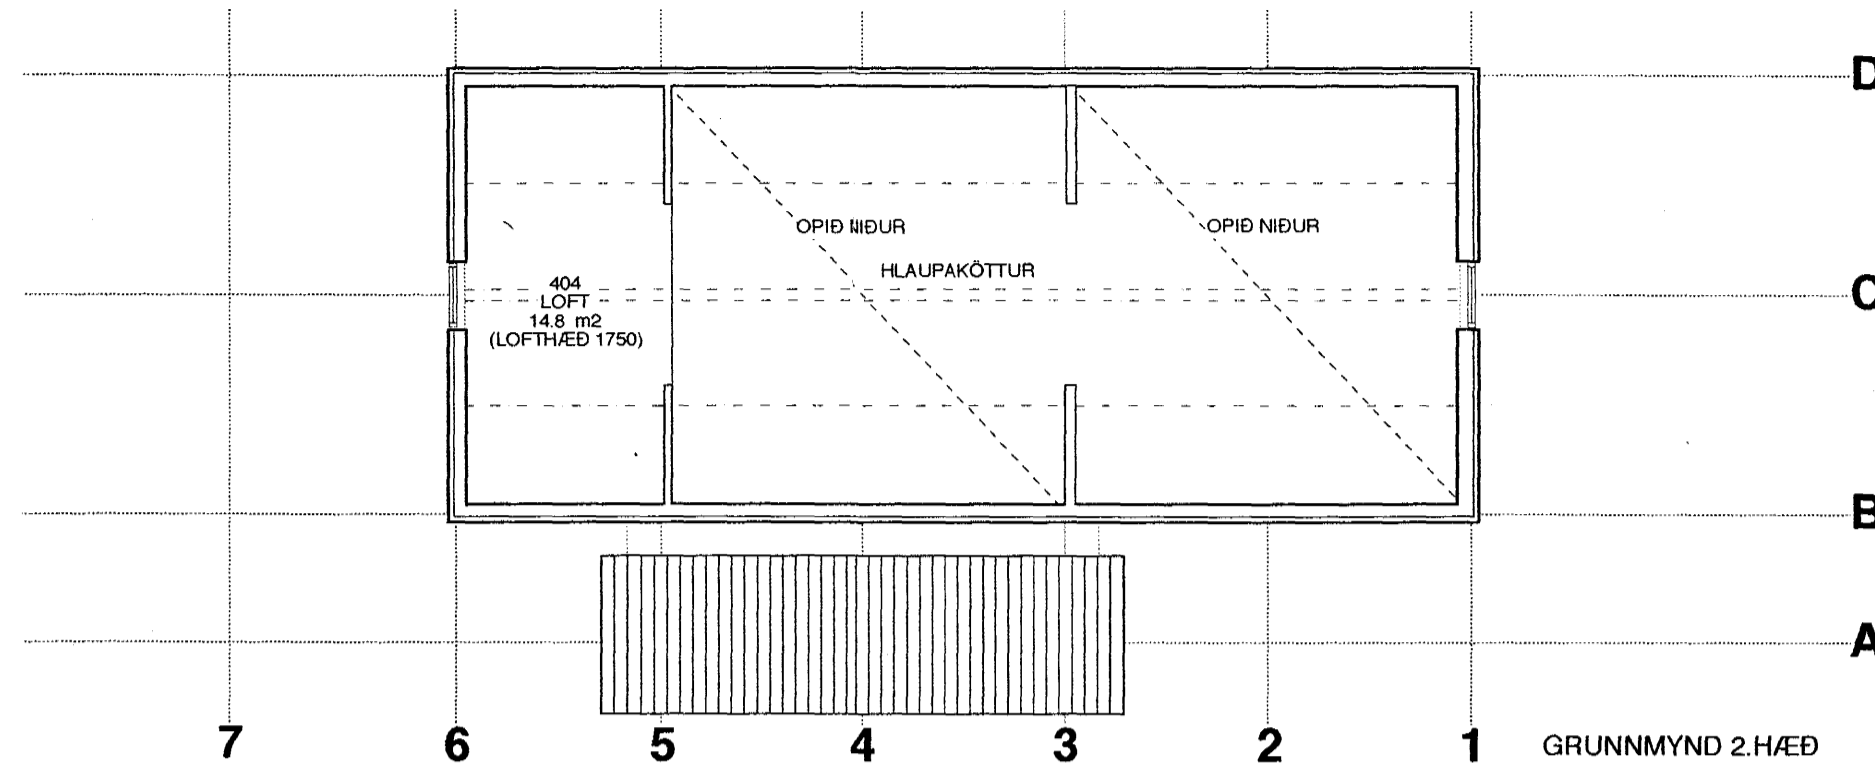 D
OPIÐ NIÐUR
OPIÐ NIÐUR
HLAUPAKÖTTUR
404
LOFT
14.8 m2
(LOFTHÆÐ 1750)
C
B
A
7 6 5 4 3 2 1
GRUNNMYND 2.HÆÐ